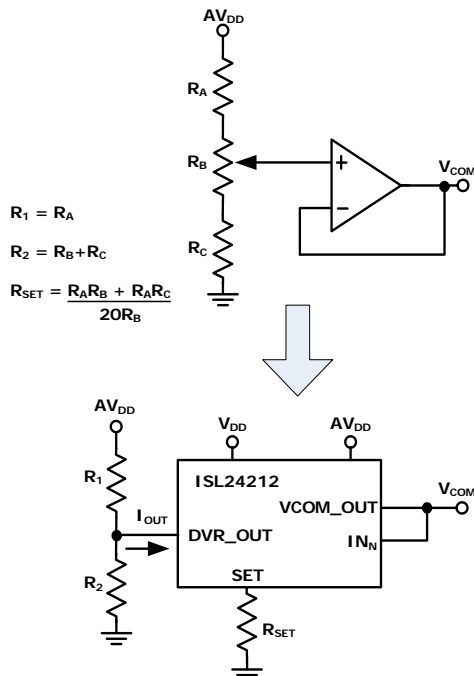 AVDD
RA
RB
RC
+
−
VCOM
R1 = RA
R2 = RB+RC
RSET = RARB + RARC
20RB
AVDD
R1
IOUT
R2
VDD
AVDD
ISL24212
VCOM_OUT
DVR_OUT
INN
SET
RSET
VCOM